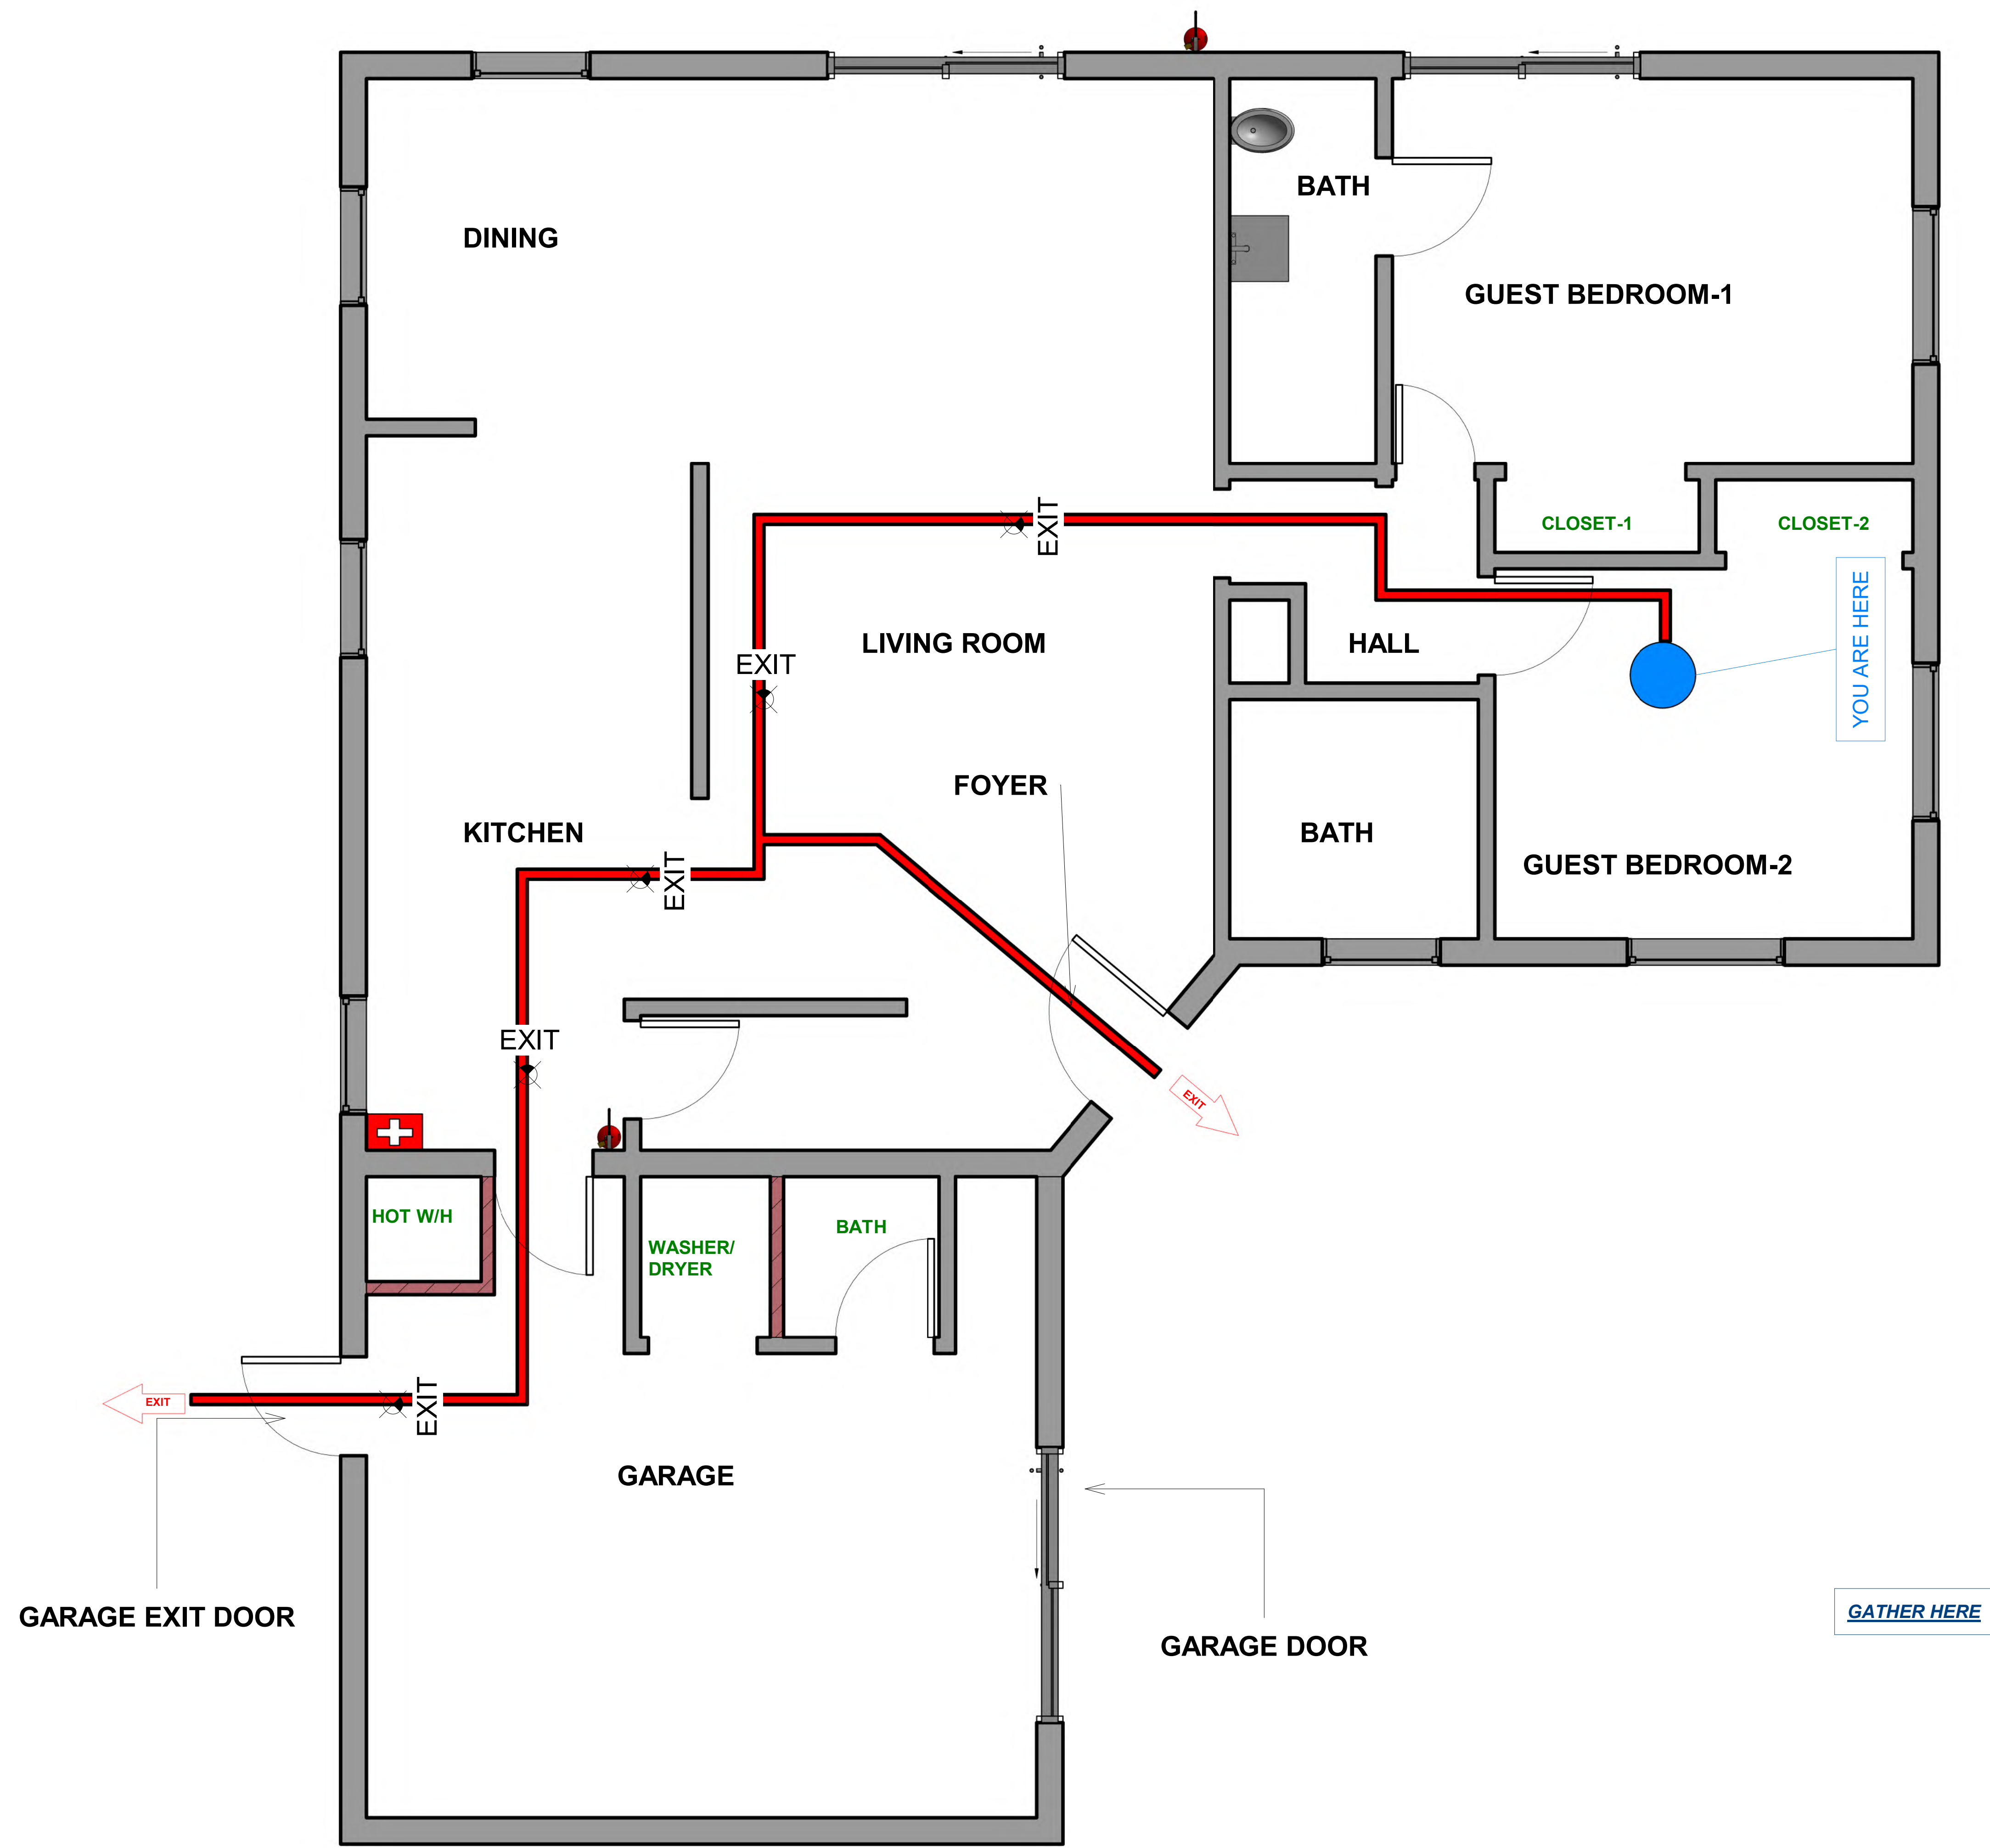 BATH
DINING
GUEST BEDROOM-1
CLOSET-1
CLOSET-2
EXIT
YOU ARE HERE
EXIT
LIVING ROOM
HALL
FOYER
KITCHEN
BATH
GUEST BEDROOM-2
EXIT
EXIT
EXIT
HOT W/H
WASHER/
DRYER
BATH
EXIT
EXIT
GARAGE
GARAGE EXIT DOOR
GARAGE DOOR
GATHER HERE